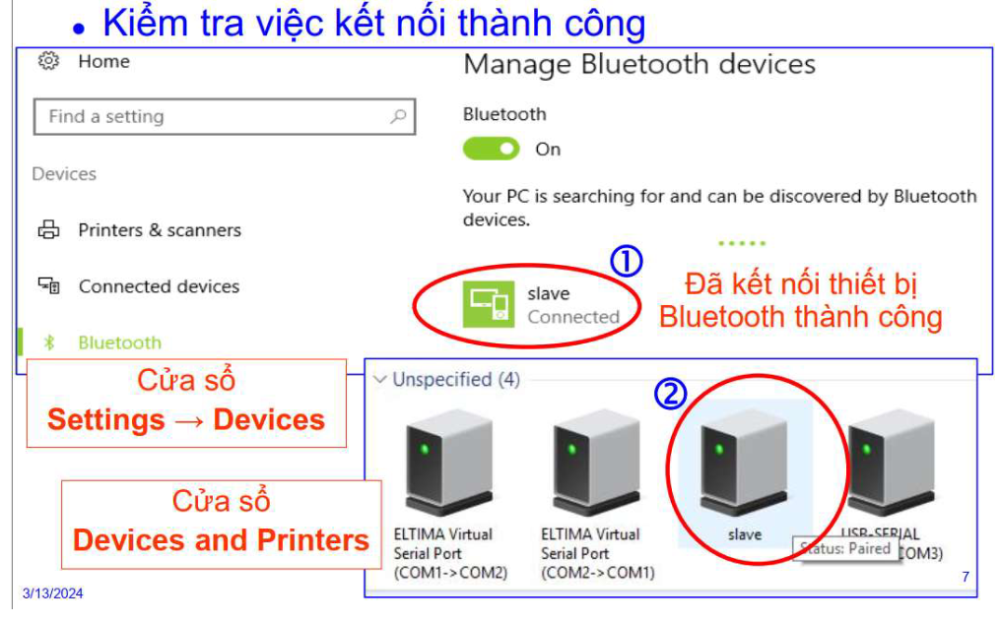 • Kiểm tra việc kết nối thành công
Home
Find a setting
Devices
Printers & scanners
Connected devices
Bluetooth
Manage Bluetooth devices
Bluetooth
On
Your PC is searching for and can be discovered by Bluetooth
devices.
①
slave
Connected
Đã kết nối thiết bị
Bluetooth thành công
Cửa sổ
Settings → Devices
Unspecified (4)
②
Cửa sổ
Devices and Printers
ELTIMA Virtual
Serial Port
(COM1->COM2)
ELTIMA Virtual
Serial Port
(COM2->COM1)
slave
Status: Paired
USB-SERIAL
COM3)
3/13/2024
7